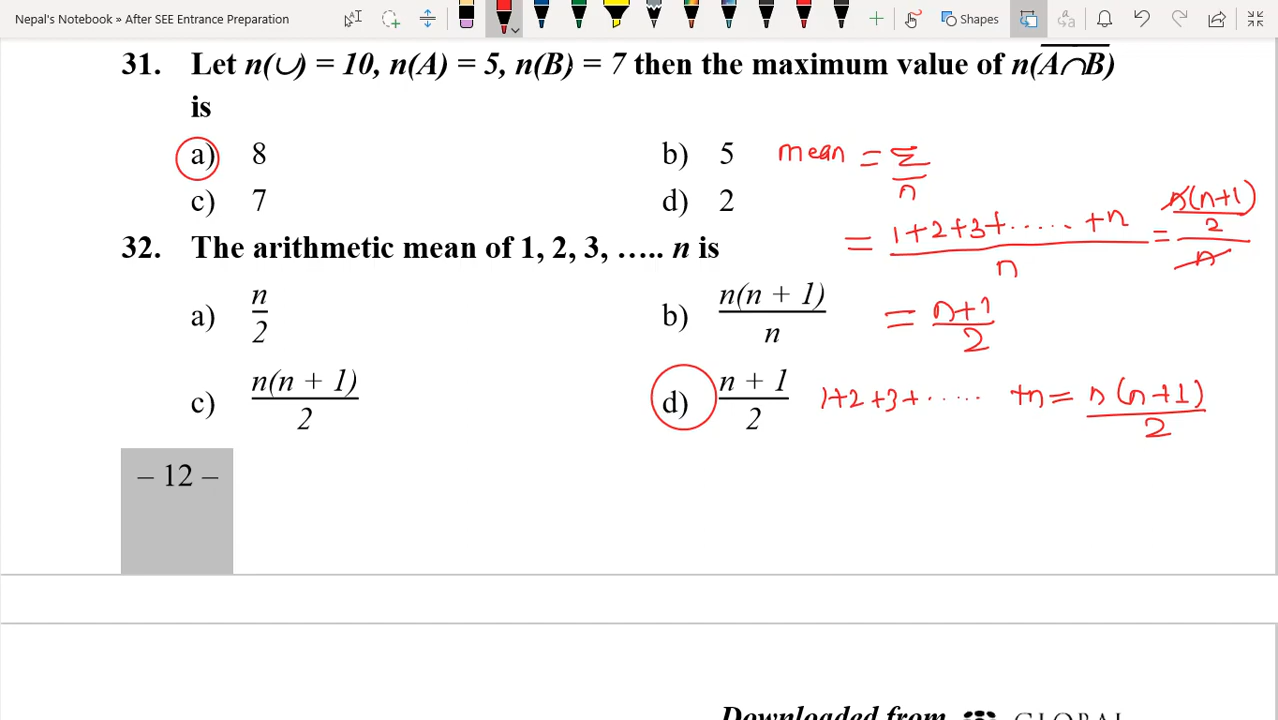 Nepal's Notebook » After SEE Entrance Preparation
Shapes
31. Let n(∪) = 10, n(A) = 5, n(B) = 7 then the maximum value of n(A̅∩̅B̅)
is
a) 8 b) 5
mean = Σ/n
c) 7 d) 2
= (1+2+3+...... +n)/n = (n(n+1)/2)/n
32. The arithmetic mean of 1, 2, 3, ….. n is
a) n/2 b) n(n + 1)/n
= (n+1)/2
c) n(n + 1)/2 d) (n + 1)/2
1+2+3+...... +n = n(n+1)/2
– 12 –
Downloaded from GLOBAL